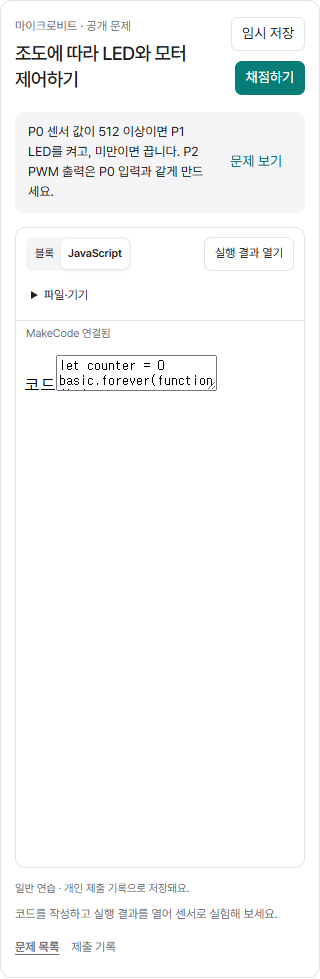 마이크로비트 · 공개 문제
임시 저장
조도에 따라 LED와 모터
제어하기
채점하기
P0 센서 값이 512 이상이면 P1
LED를 켜고, 미만이면 끕니다. P2
PWM 출력은 P0 입력과 같게 만드
세요.
문제 보기
블록 JavaScript 실행 결과 열기
▶ 파일·기기
MakeCode 연결됨
코드
let counter = 0
basic.forever(function
일반 연습 · 개인 제출 기록으로 저장돼요.
코드를 작성하고 실행 결과를 열어 센서로 실험해 보세요.
문제 목록 제출 기록